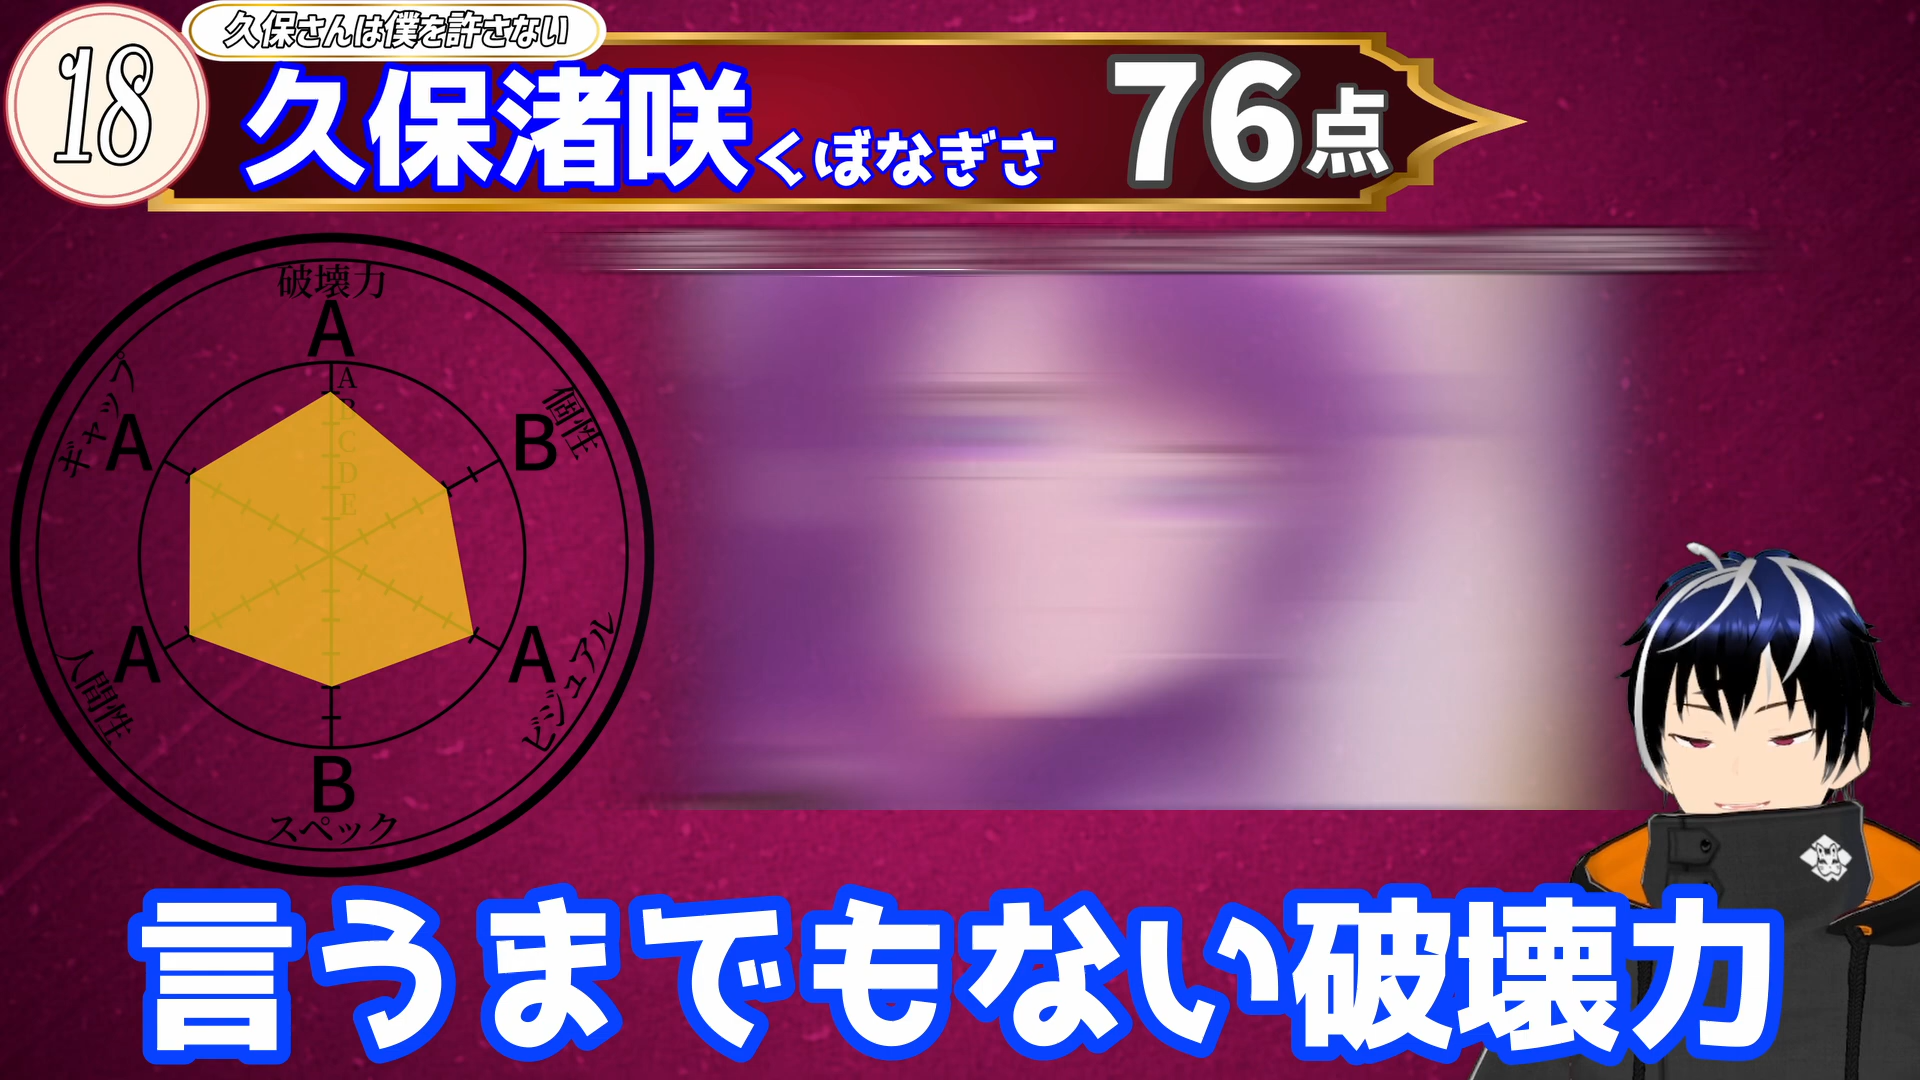 久保さんは僕を許さない
18
久保渚咲くぼなぎさ
76点
破壊力
A
個性
B
ビジュアル
A
スペック
B
人間性
A
ギャップ
A
A
B
C
D
E
言うまでもない破壊力